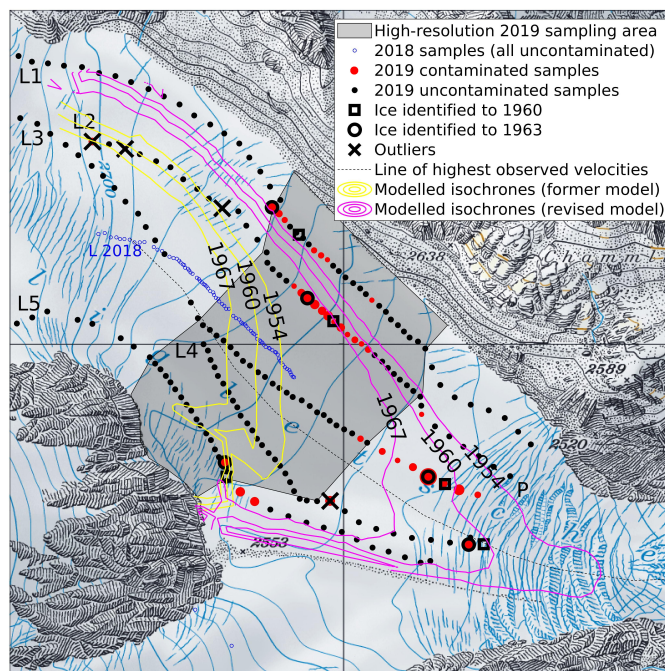 High-resolution 2019 sampling area
2018 samples (all uncontaminated)
2019 contaminated samples
2019 uncontaminated samples
Ice identified to 1960
Ice identified to 1963
Outliers
Line of highest observed velocities
Modelled isochrones (former model)
Modelled isochrones (revised model)
L1
L2
L3
L 2018
1967
1960
1954
2638
L5
L4
2589
1967
1960
1954
2520
P
2553